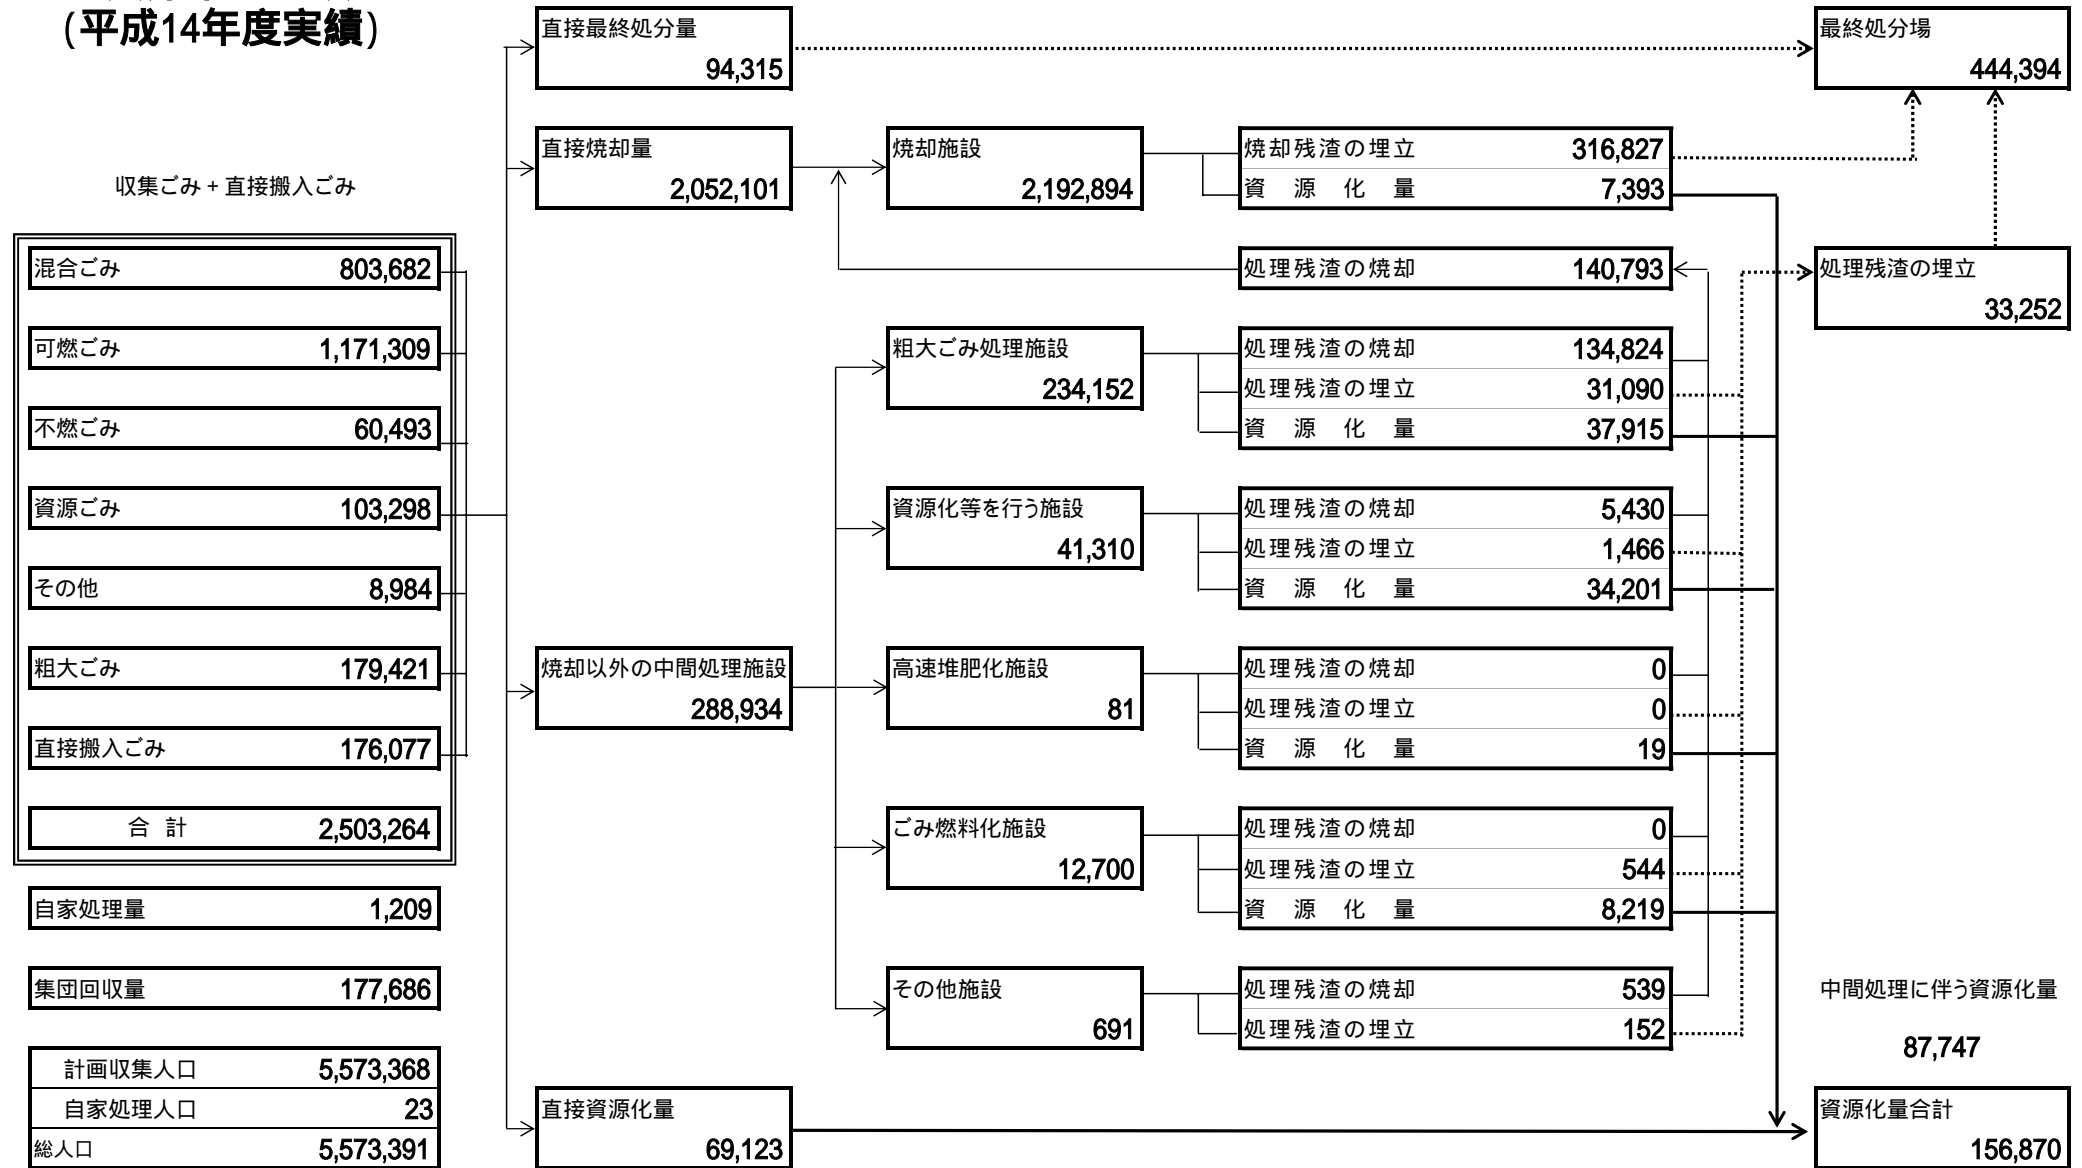 (平成14年度実績)
収集ごみ + 直接搬入ごみ
混合ごみ 803,682
可燃ごみ 1,171,309
不燃ごみ 60,493
資源ごみ 103,298
その他 8,984
粗大ごみ 179,421
直接搬入ごみ 176,077
合 計 2,503,264
自家処理量 1,209
集団回収量 177,686
計画収集人口 5,573,368
自家処理人口 23
総人口 5,573,391
直接最終処分量
94,315
直接焼却量
2,052,101
焼却以外の中間処理施設
288,934
直接資源化量
69,123
焼却施設
2,192,894
粗大ごみ処理施設
234,152
資源化等を行う施設
41,310
高速堆肥化施設
81
ごみ燃料化施設
12,700
その他施設
691
焼却残渣の埋立 316,827
資 源 化 量 7,393
処理残渣の焼却 140,793
処理残渣の焼却 134,824
処理残渣の埋立 31,090
資 源 化 量 37,915
処理残渣の焼却 5,430
処理残渣の埋立 1,466
資 源 化 量 34,201
処理残渣の焼却 0
処理残渣の埋立 0
資 源 化 量 19
処理残渣の焼却 0
処理残渣の埋立 544
資 源 化 量 8,219
処理残渣の焼却 539
処理残渣の埋立 152
最終処分場
444,394
処理残渣の埋立
33,252
中間処理に伴う資源化量
87,747
資源化量合計
156,870